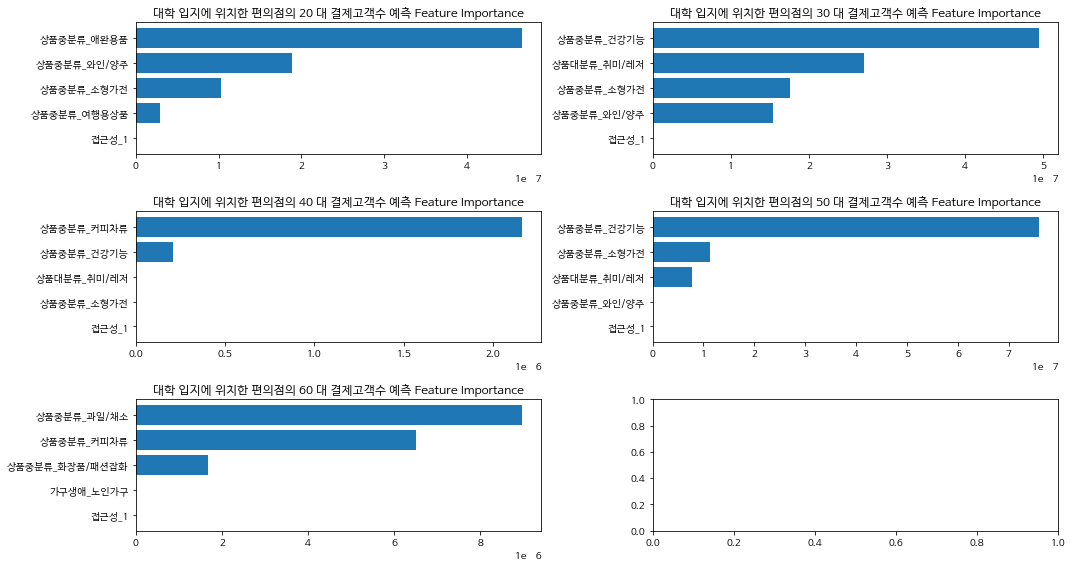 대학 입지에 위치한 편의점의 20 대 결제고객수 예측 Feature Importance
상품중분류_애완용품
상품중분류_와인/양주
상품중분류_소형가전
상품중분류_여행용상품
접근성_1
0 1 2 3 4
1e 7
대학 입지에 위치한 편의점의 30 대 결제고객수 예측 Feature Importance
상품중분류_건강기능
상품대분류_취미/레저
상품중분류_소형가전
상품중분류_와인/양주
접근성_1
0 1 2 3 4 5
1e 7
대학 입지에 위치한 편의점의 40 대 결제고객수 예측 Feature Importance
상품중분류_커피차류
상품중분류_건강기능
상품대분류_취미/레저
상품중분류_소형가전
접근성_1
0.0 0.5 1.0 1.5 2.0
1e 6
대학 입지에 위치한 편의점의 50 대 결제고객수 예측 Feature Importance
상품중분류_건강기능
상품중분류_소형가전
상품대분류_취미/레저
상품중분류_와인/양주
접근성_1
0 1 2 3 4 5 6 7
1e 7
대학 입지에 위치한 편의점의 60 대 결제고객수 예측 Feature Importance
상품중분류_과일/채소
상품중분류_커피차류
상품중분류_화장품/패션잡화
가구생애_노인가구
접근성_1
0 2 4 6 8
1e 6
1.0
0.8
0.6
0.4
0.2
0.0
0.0 0.2 0.4 0.6 0.8 1.0